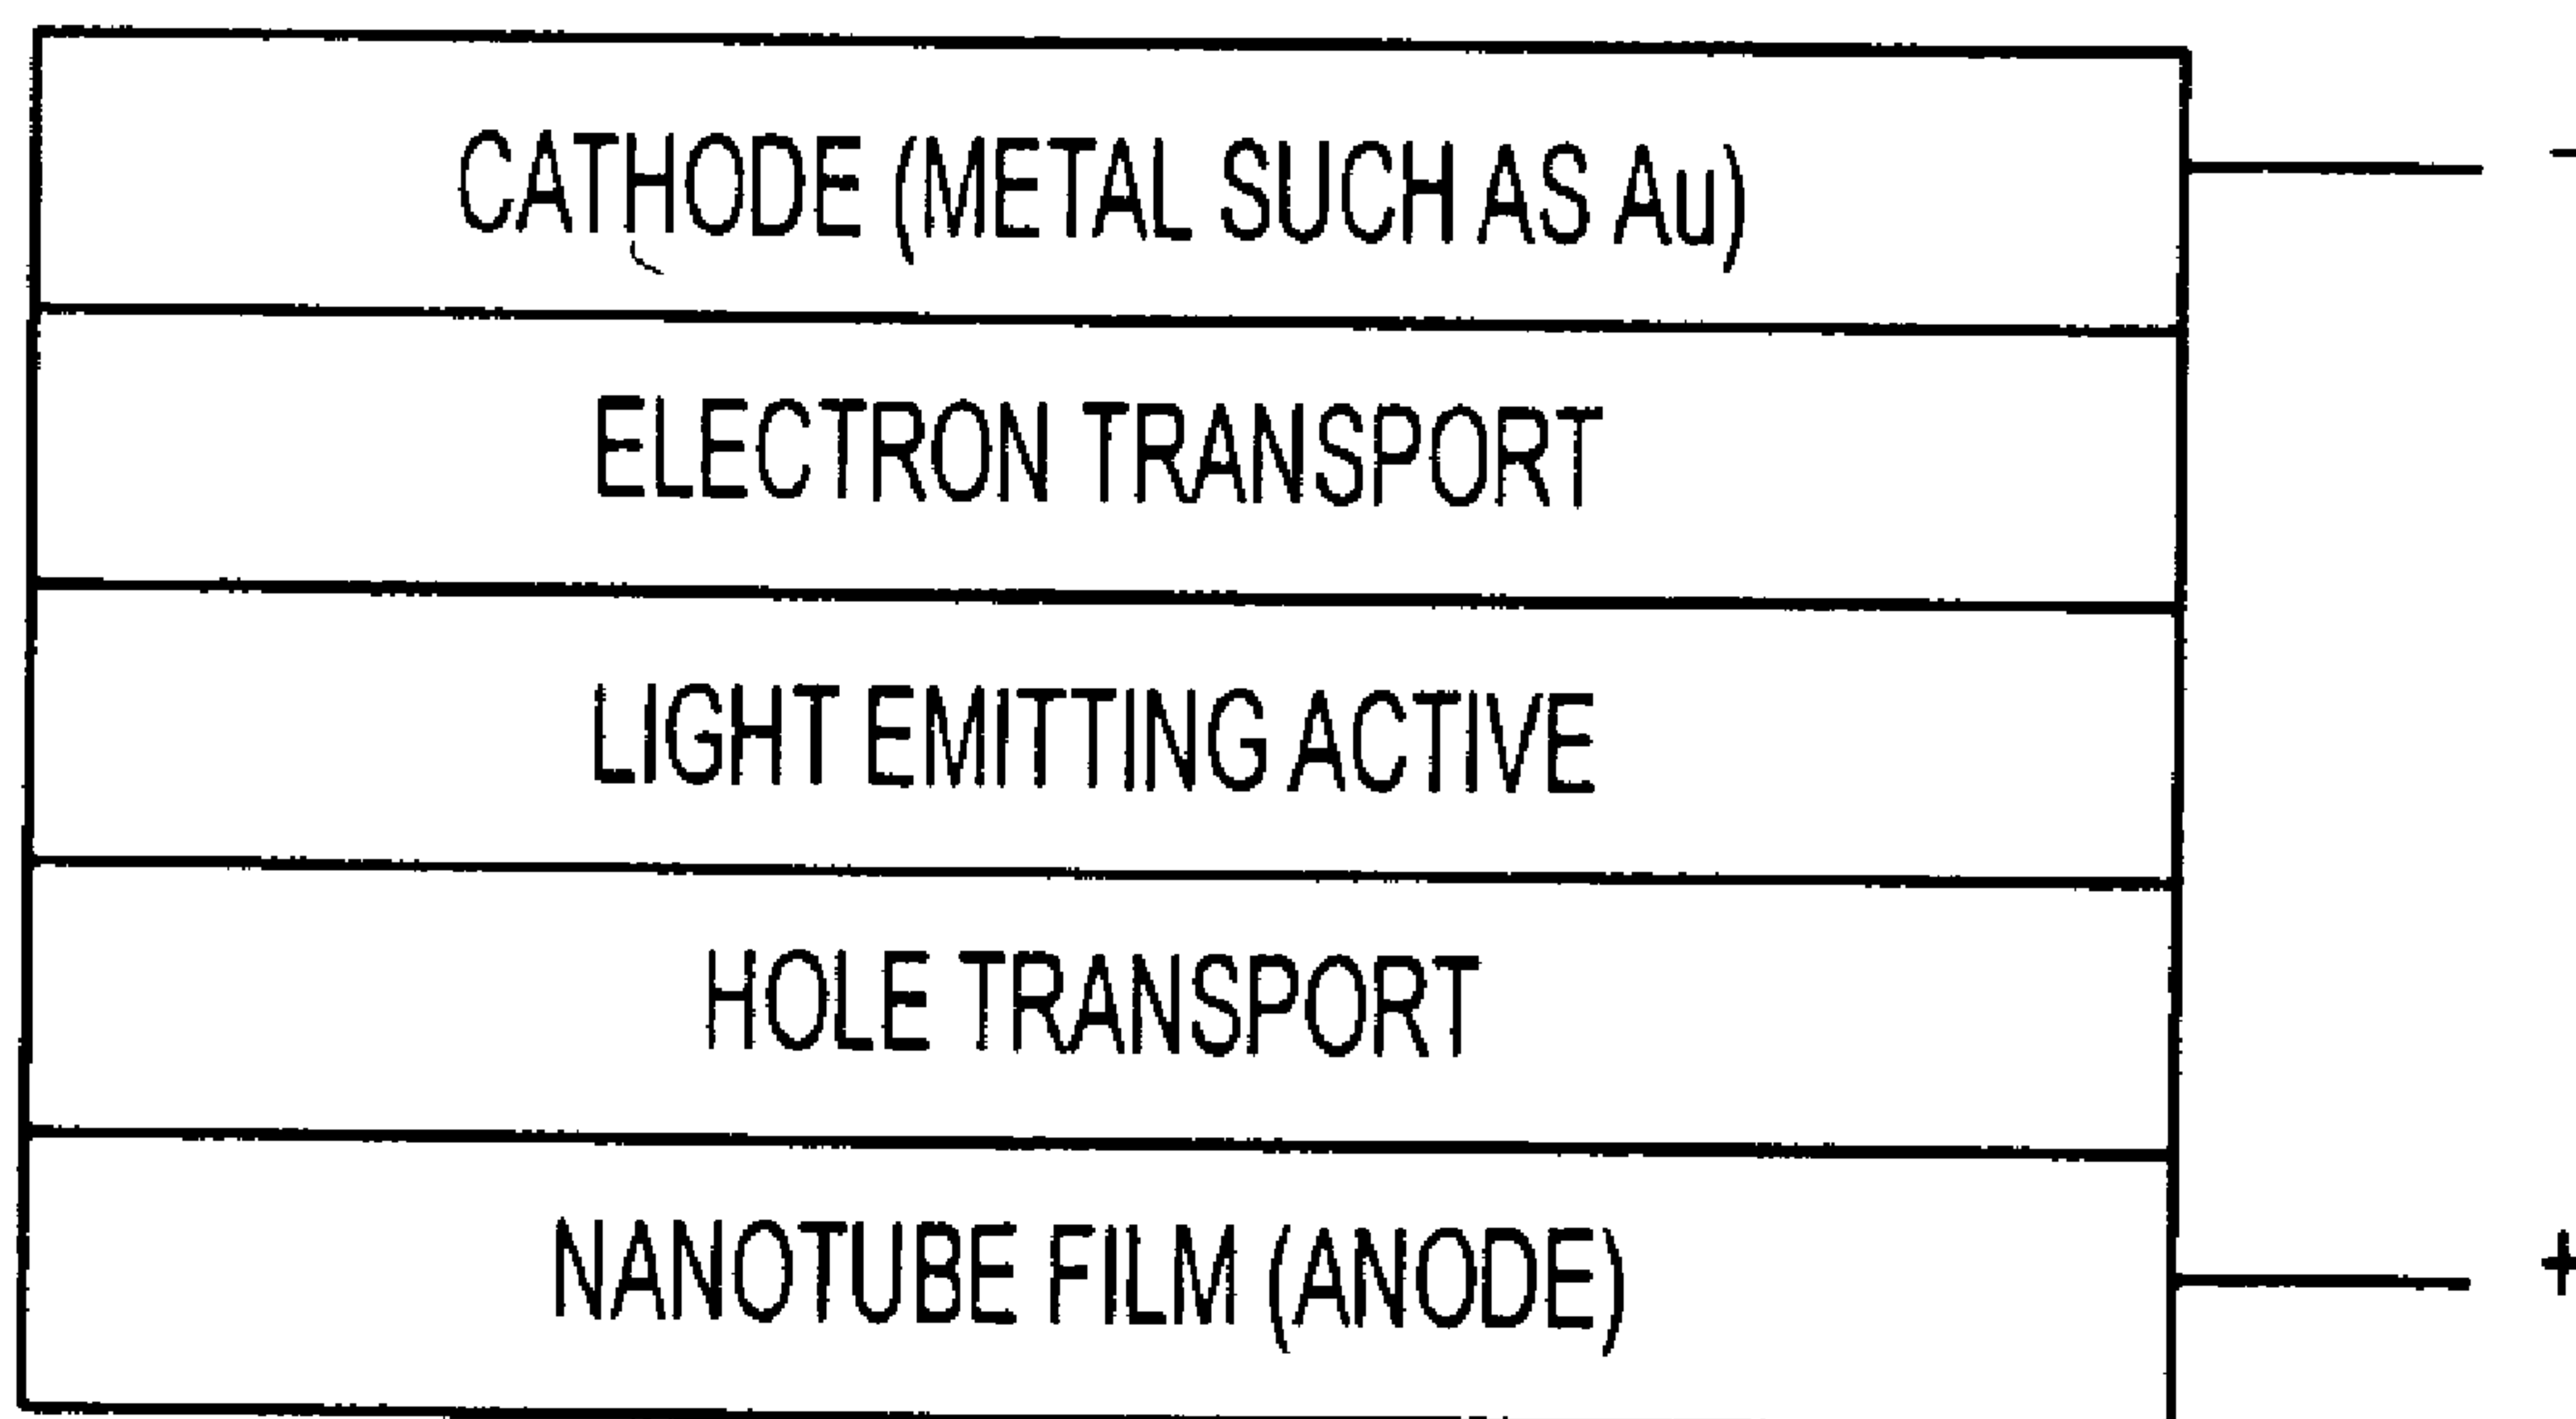 CATHODE (METAL SUCH AS Au)
-
ELECTRON TRANSPORT
LIGHT EMITTING ACTIVE
HOLE TRANSPORT
NANOTUBE FILM (ANODE)
+